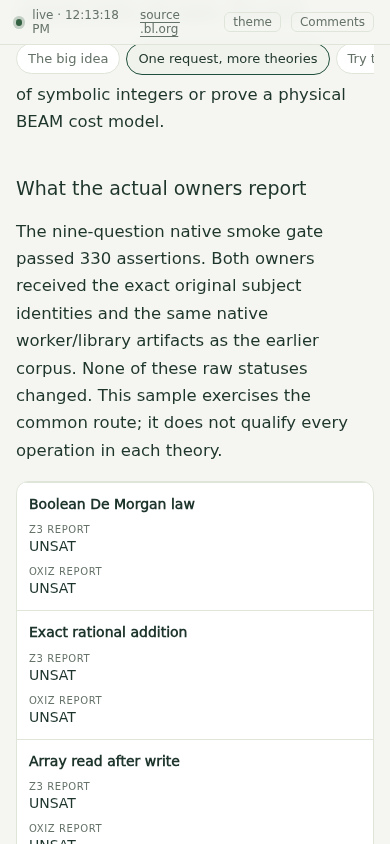 live · 12:13:18 PM
source.bl.org
theme
Comments
The big idea
One request, more theories
Try t
of symbolic integers or prove a physical
BEAM cost model.
What the actual owners report
The nine-question native smoke gate
passed 330 assertions. Both owners
received the exact original subject
identities and the same native
worker/library artifacts as the earlier
corpus. None of these raw statuses
changed. This sample exercises the
common route; it does not qualify every
operation in each theory.
Boolean De Morgan law
Z3 REPORT
UNSAT
OXIZ REPORT
UNSAT
Exact rational addition
Z3 REPORT
UNSAT
OXIZ REPORT
UNSAT
Array read after write
Z3 REPORT
UNSAT
OXIZ REPORT
UNSAT